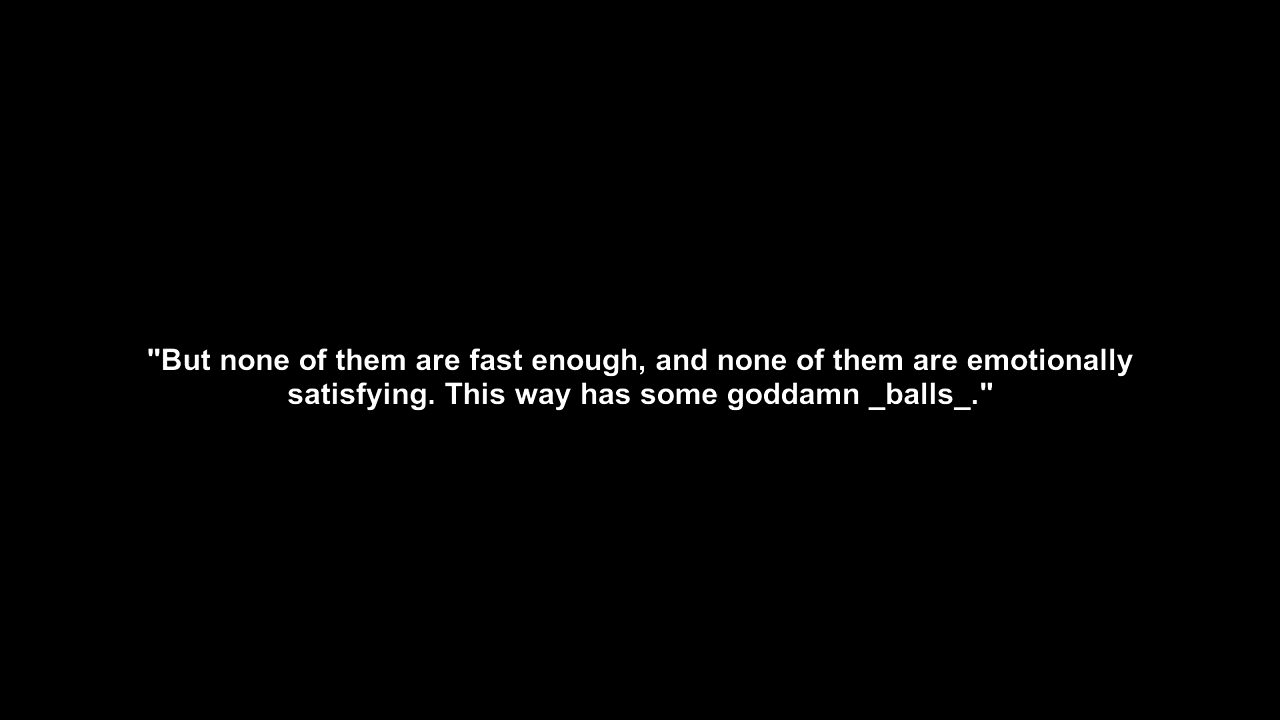 "But none of them are fast enough, and none of them are emotionally
satisfying. This way has some goddamn _balls_."